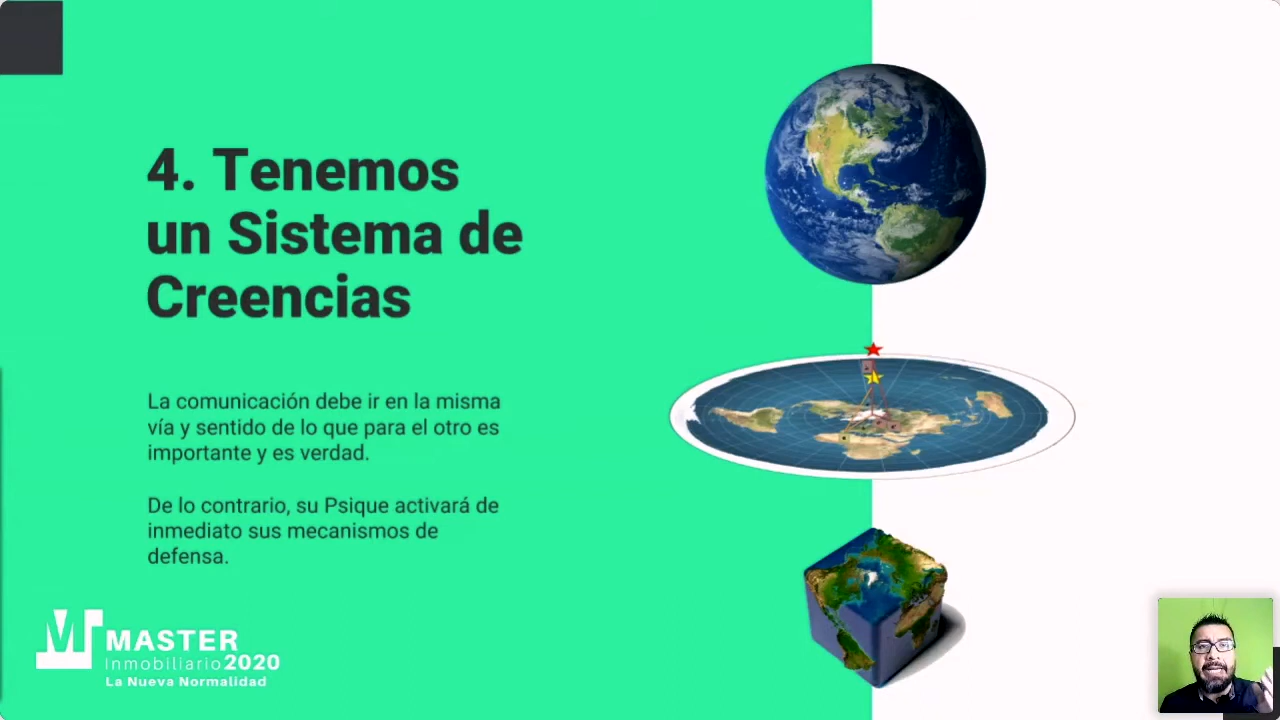 4. Tenemos
un Sistema de
Creencias
La comunicación debe ir en la misma
vía y sentido de lo que para el otro es
importante y es verdad.
De lo contrario, su Psique activará de
inmediato sus mecanismos de
defensa.
MASTER
Inmobiliario 2020
La Nueva Normalidad